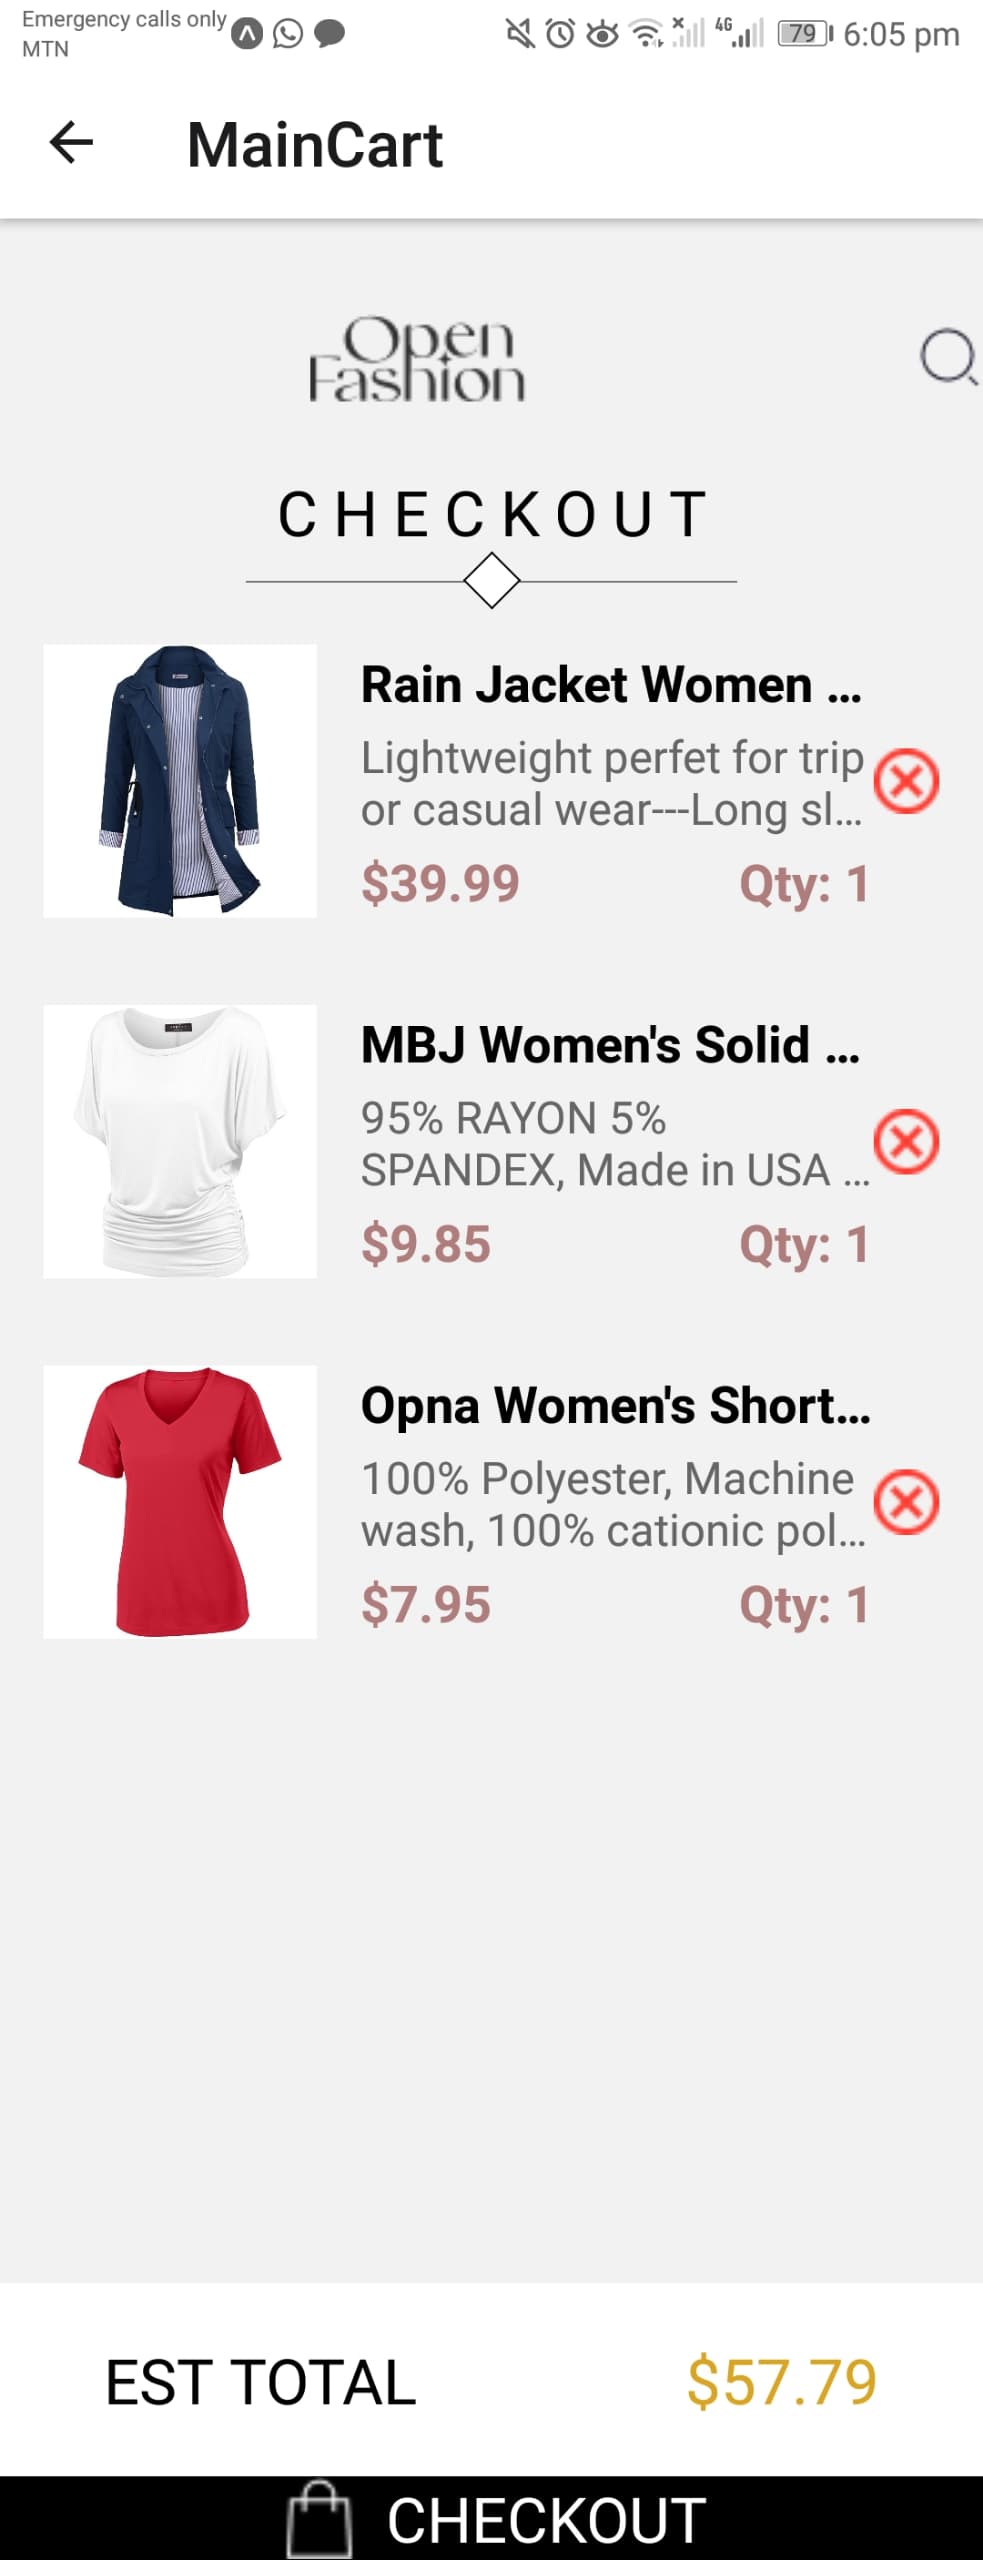 Emergency calls only
MTN
4G
79
6:05 pm
MainCart
Open
Fashion
CHECKOUT
Rain Jacket Women ...
Lightweight perfet for trip
or casual wear---Long sl...
$39.99 Qty: 1
MBJ Women's Solid ...
95% RAYON 5%
SPANDEX, Made in USA ...
$9.85 Qty: 1
Opna Women's Short...
100% Polyester, Machine
wash, 100% cationic pol...
$7.95 Qty: 1
EST TOTAL $57.79
CHECKOUT